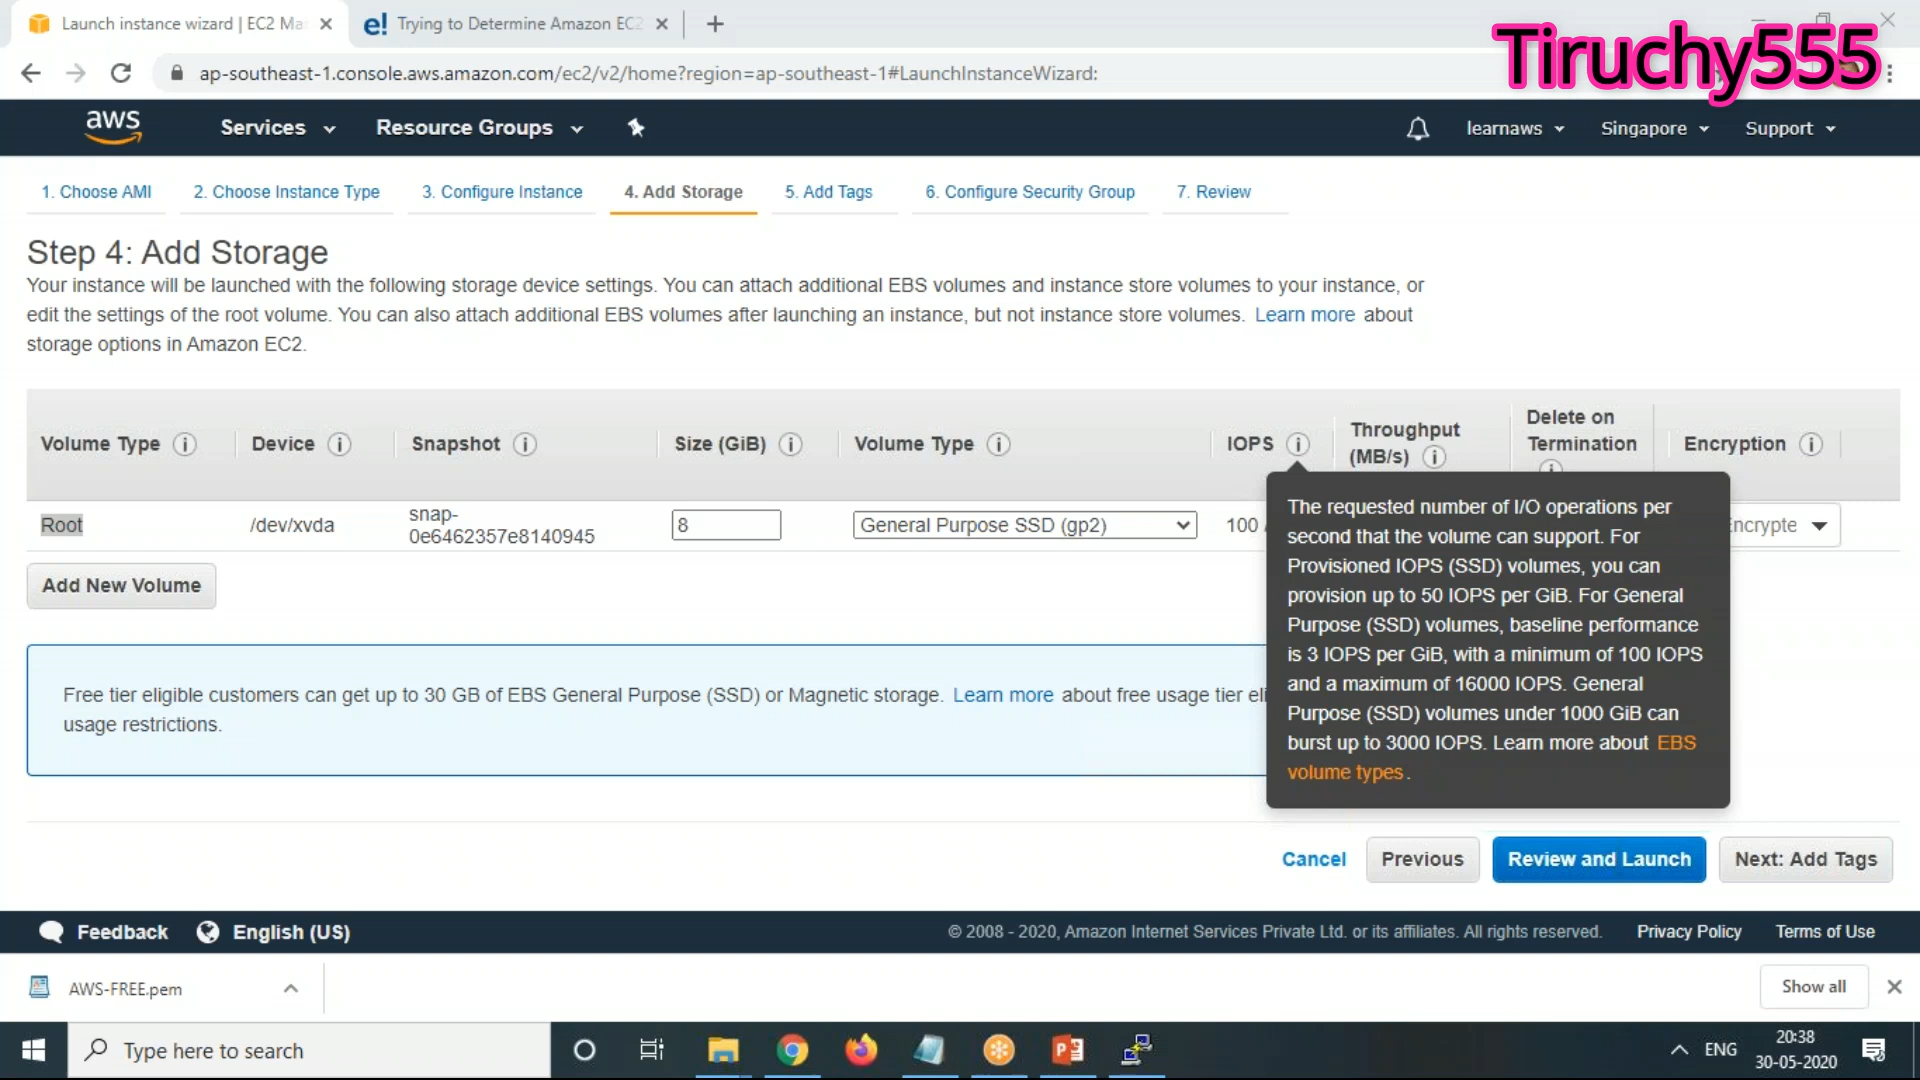 Launch instance wizard | EC2 Ma
e! Trying to Determine Amazon EC2
Tiruchy555
ap-southeast-1.console.aws.amazon.com/ec2/v2/home?region=ap-southeast-1#LaunchInstanceWizard:
aws Services Resource Groups learnaws Singapore Support
1. Choose AMI 2. Choose Instance Type 3. Configure Instance 4. Add Storage 5. Add Tags 6. Configure Security Group 7. Review
Step 4: Add Storage
Your instance will be launched with the following storage device settings. You can attach additional EBS volumes and instance store volumes to your instance, or
edit the settings of the root volume. You can also attach additional EBS volumes after launching an instance, but not instance store volumes. Learn more about
storage options in Amazon EC2.
Volume Type i Device i Snapshot i Size (GiB) i Volume Type i IOPS i
Throughput
(MB/s) i
Delete on
Termination
i
Encryption i
Root /dev/xvda
snap-
0e6462357e8140945
8 General Purpose SSD (gp2) 100 /
ncrypte
The requested number of I/O operations per
second that the volume can support. For
Provisioned IOPS (SSD) volumes, you can
provision up to 50 IOPS per GiB. For General
Purpose (SSD) volumes, baseline performance
is 3 IOPS per GiB, with a minimum of 100 IOPS
and a maximum of 16000 IOPS. General
Purpose (SSD) volumes under 1000 GiB can
burst up to 3000 IOPS. Learn more about EBS
volume types.
Add New Volume
Free tier eligible customers can get up to 30 GB of EBS General Purpose (SSD) or Magnetic storage. Learn more about free usage tier eli
usage restrictions.
Cancel Previous Review and Launch Next: Add Tags
Feedback English (US) © 2008 - 2020, Amazon Internet Services Private Ltd. or its affiliates. All rights reserved. Privacy Policy Terms of Use
AWS-FREE.pem Show all
Type here to search
ENG
20:38
30-05-2020